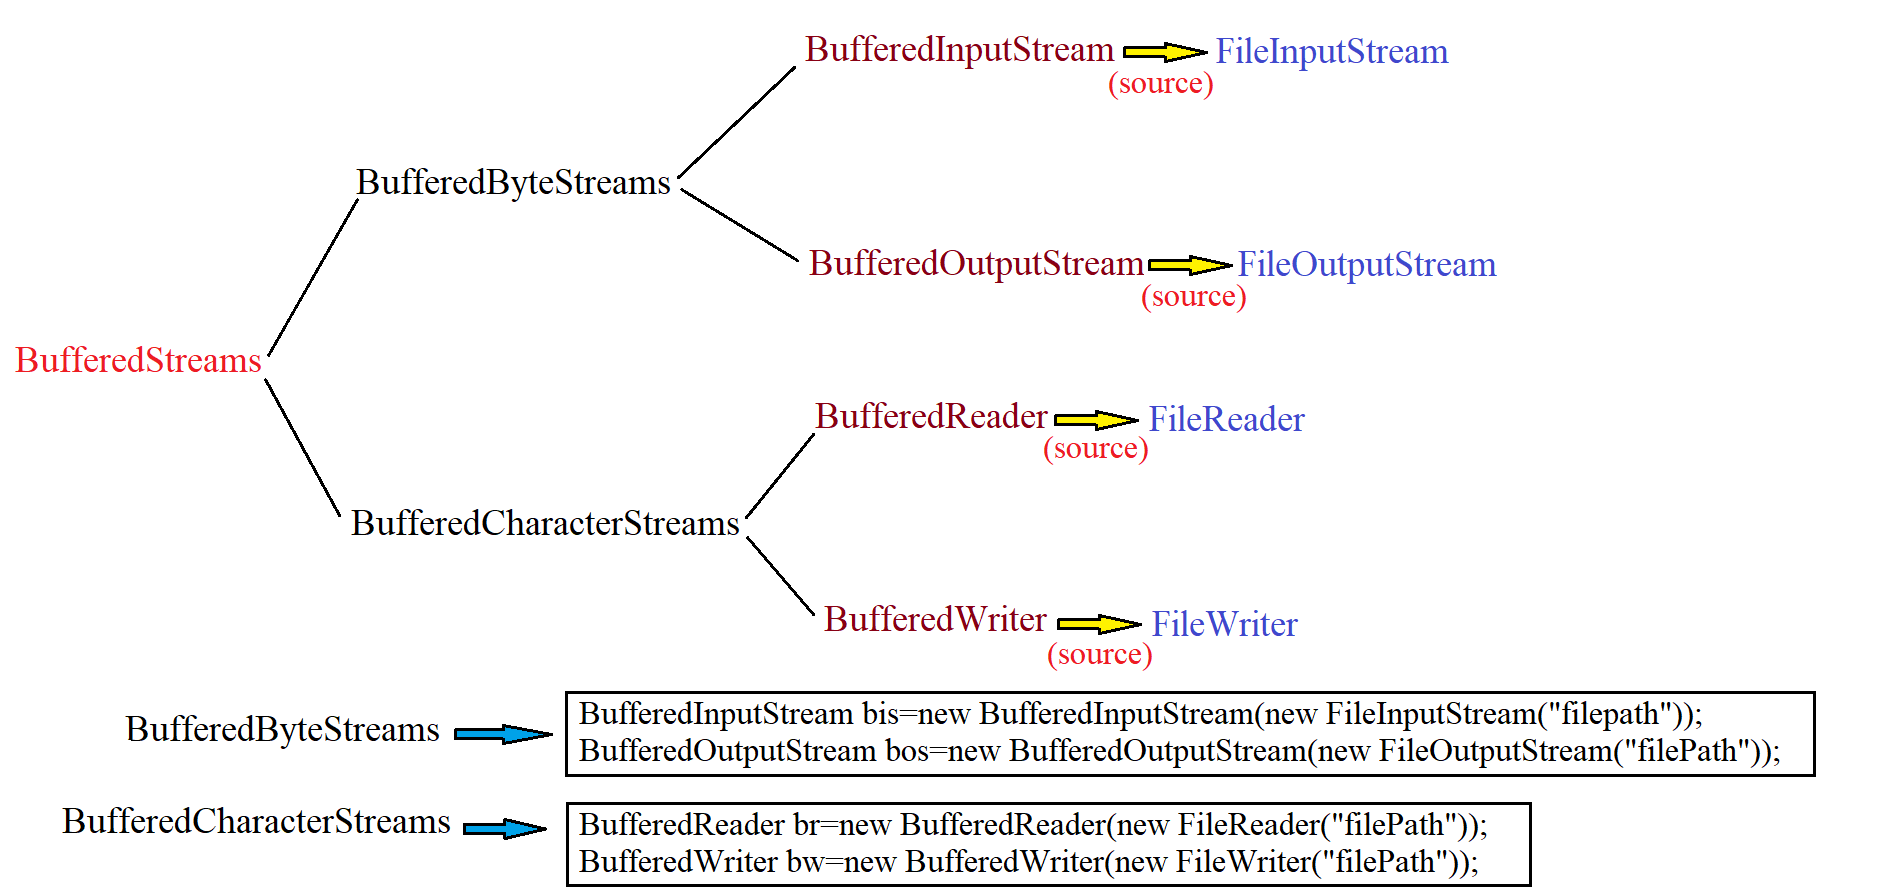 BufferedInputStream FileInputStream
(source)
BufferedByteStreams
BufferedOutputStream FileOutputStream
(source)
BufferedStreams
BufferedReader FileReader
(source)
BufferedCharacterStreams
BufferedWriter FileWriter
(source)
BufferedByteStreams
BufferedInputStream bis=new BufferedInputStream(new FileInputStream("filepath"));
BufferedOutputStream bos=new BufferedOutputStream(new FileOutputStream("filePath"));
BufferedCharacterStreams
BufferedReader br=new BufferedReader(new FileReader("filePath"));
BufferedWriter bw=new BufferedWriter(new FileWriter("filePath"));